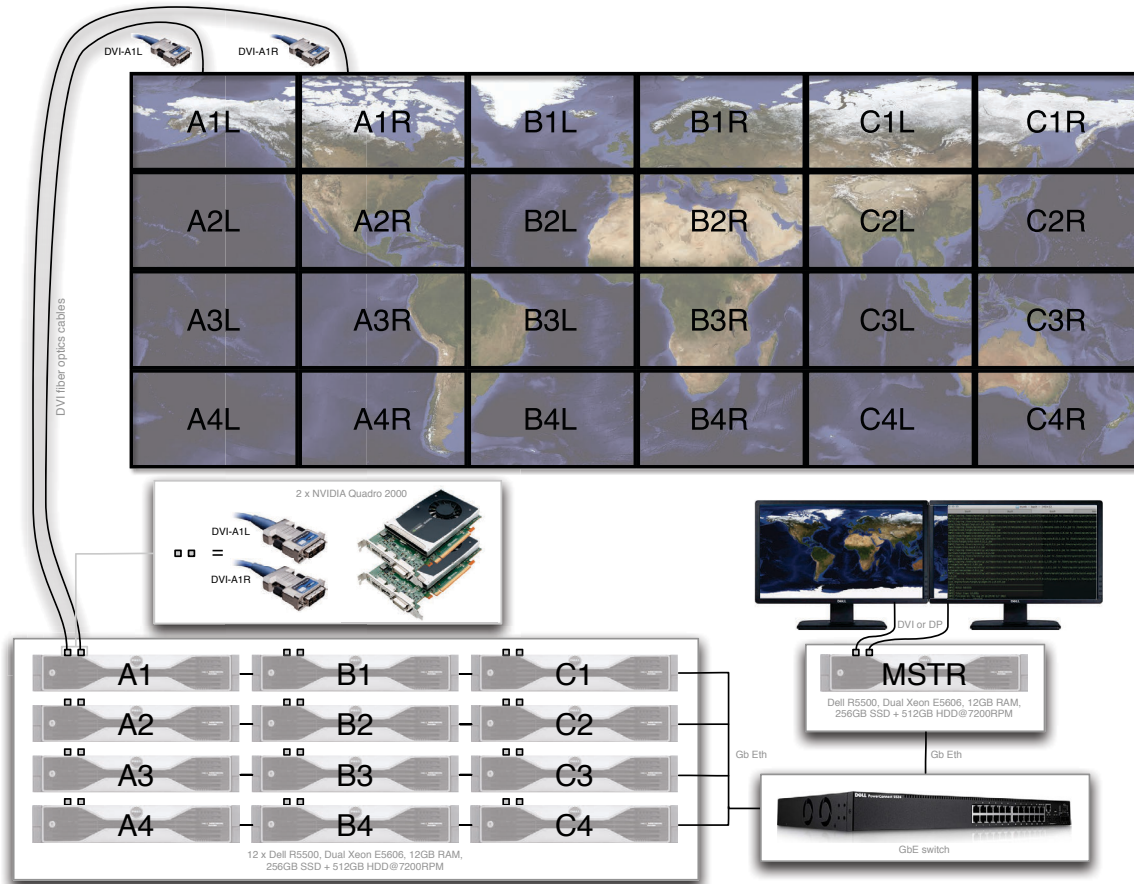 DVI-A1L
DVI-A1R
A1L A1R B1L B1R C1L C1R
A2L A2R B2L B2R C2L C2R
A3L A3R B3L B3R C3L C3R
A4L A4R B4L B4R C4L C4R
DVI fiber optics cables
2 x NVIDIA Quadro 2000
DVI-A1L
=
DVI-A1R
DELL
DELL
DVI or DP
A1 B1 C1
A2 B2 C2
A3 B3 C3
A4 B4 C4
12 x Dell R5500, Dual Xeon E5606, 12GB RAM,
256GB SSD + 512GB HDD@7200RPM
MSTR
Dell R5500, Dual Xeon E5606, 12GB RAM,
256GB SSD + 512GB HDD@7200RPM
Gb Eth
Gb Eth
DELL PowerConnect
GbE switch